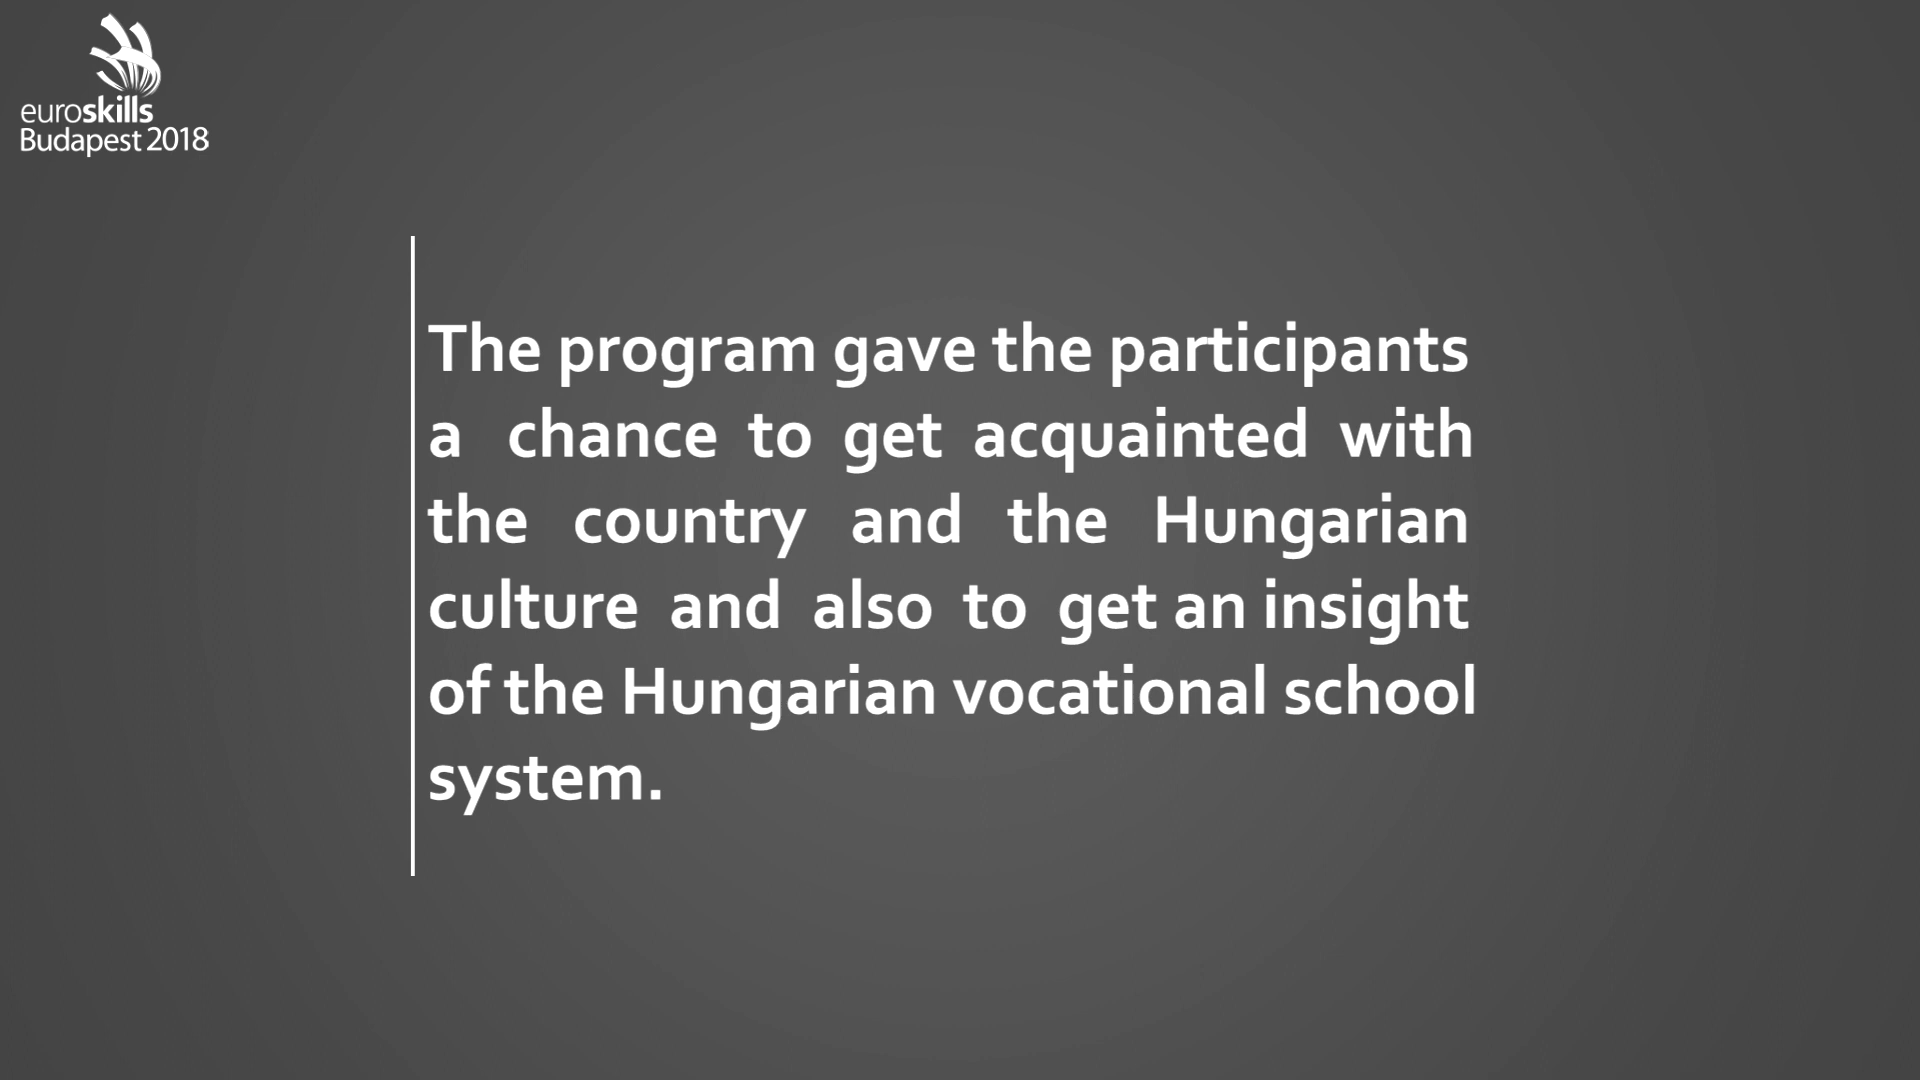 euroskills
Budapest 2018
The program gave the participants
a chance to get acquainted with
the country and the Hungarian
culture and also to get an insight
of the Hungarian vocational school
system.